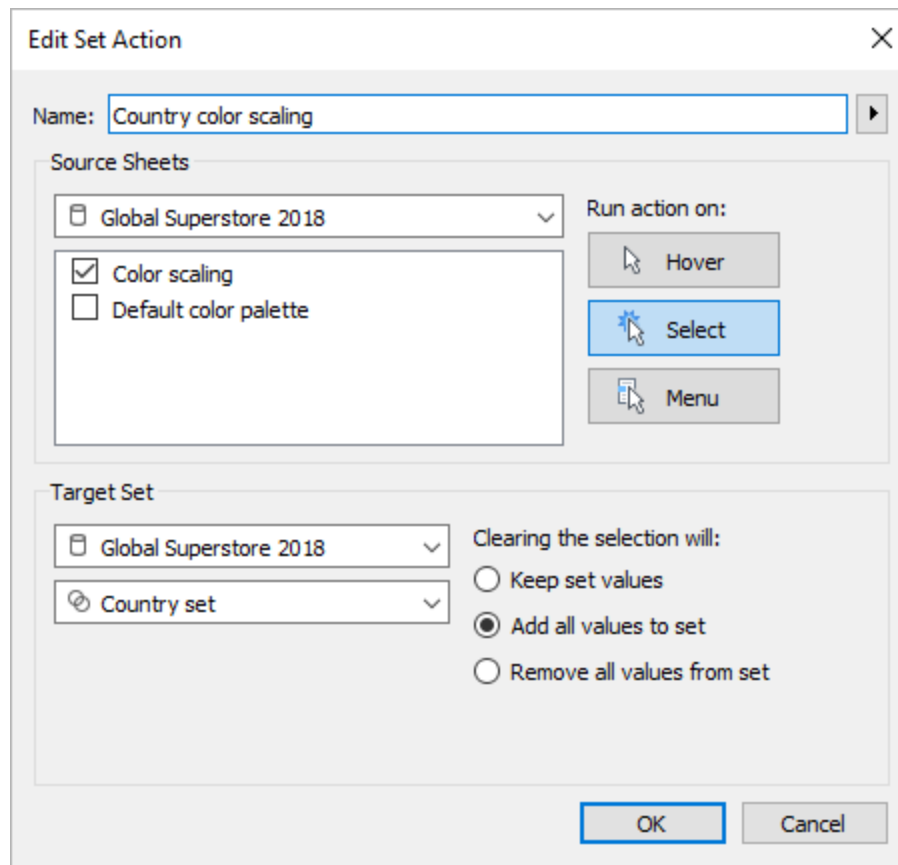 Edit Set Action
Name: Country color scaling
Source Sheets
Global Superstore 2018
Color scaling
Default color palette
Run action on:
Hover
Select
Menu
Target Set
Global Superstore 2018
Country set
Clearing the selection will:
Keep set values
Add all values to set
Remove all values from set
OK
Cancel